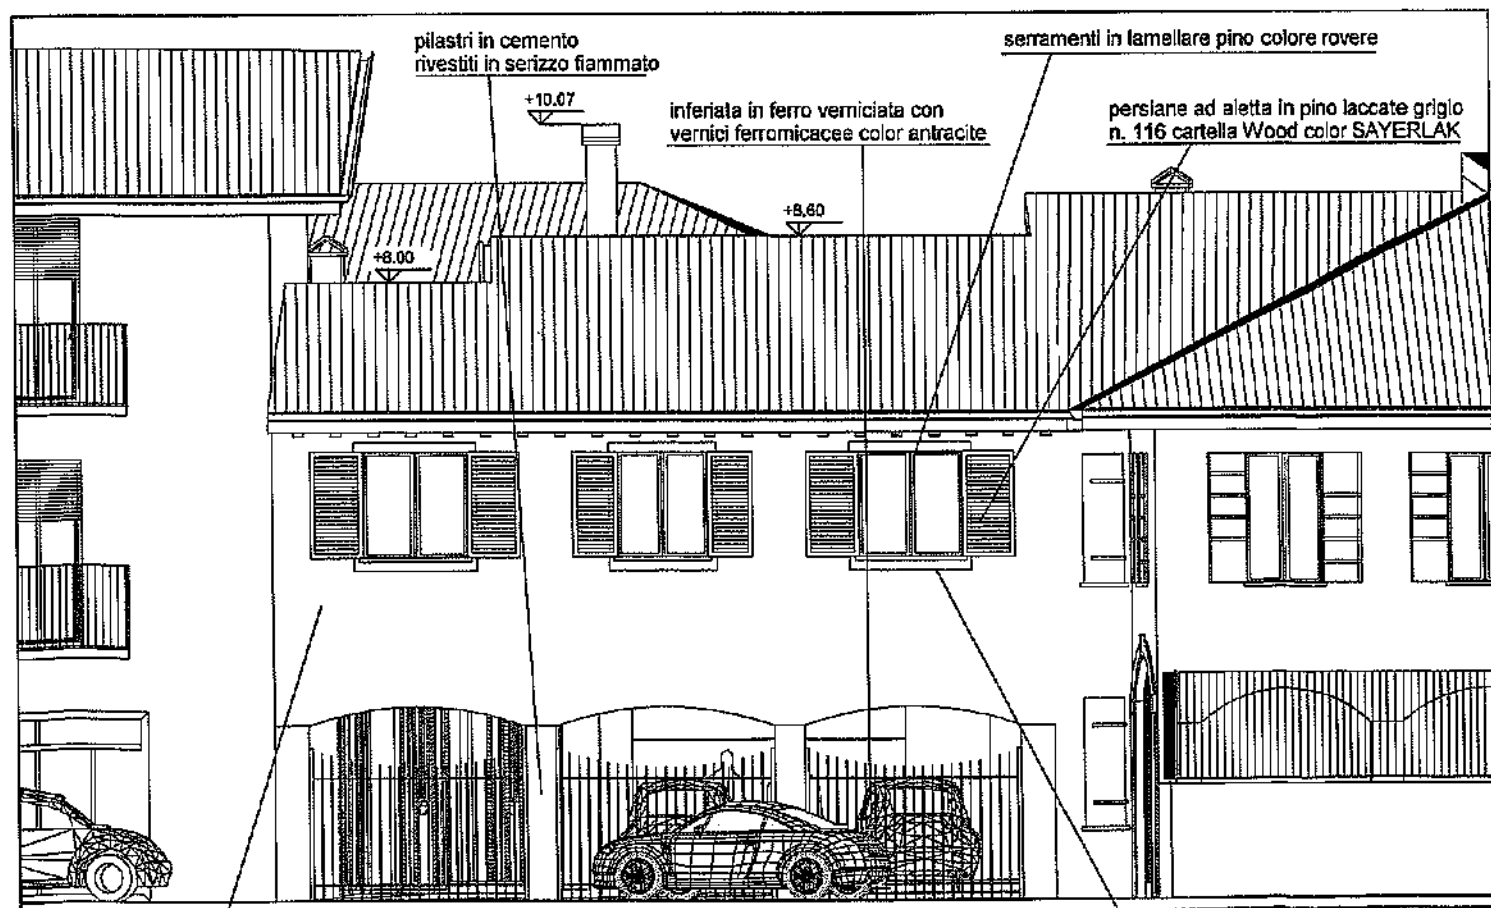 pilastri in cemento
rivestiti in serizzo fiammato
serramenti in lamellare pino colore rovere
+10.07
inferiata in ferro verniciata con
vernici ferromicacee color antracite
persiane ad aletta in pino laccate grigio
n. 116 cartella Wood color SAYERLAK
+8.60
+8.00